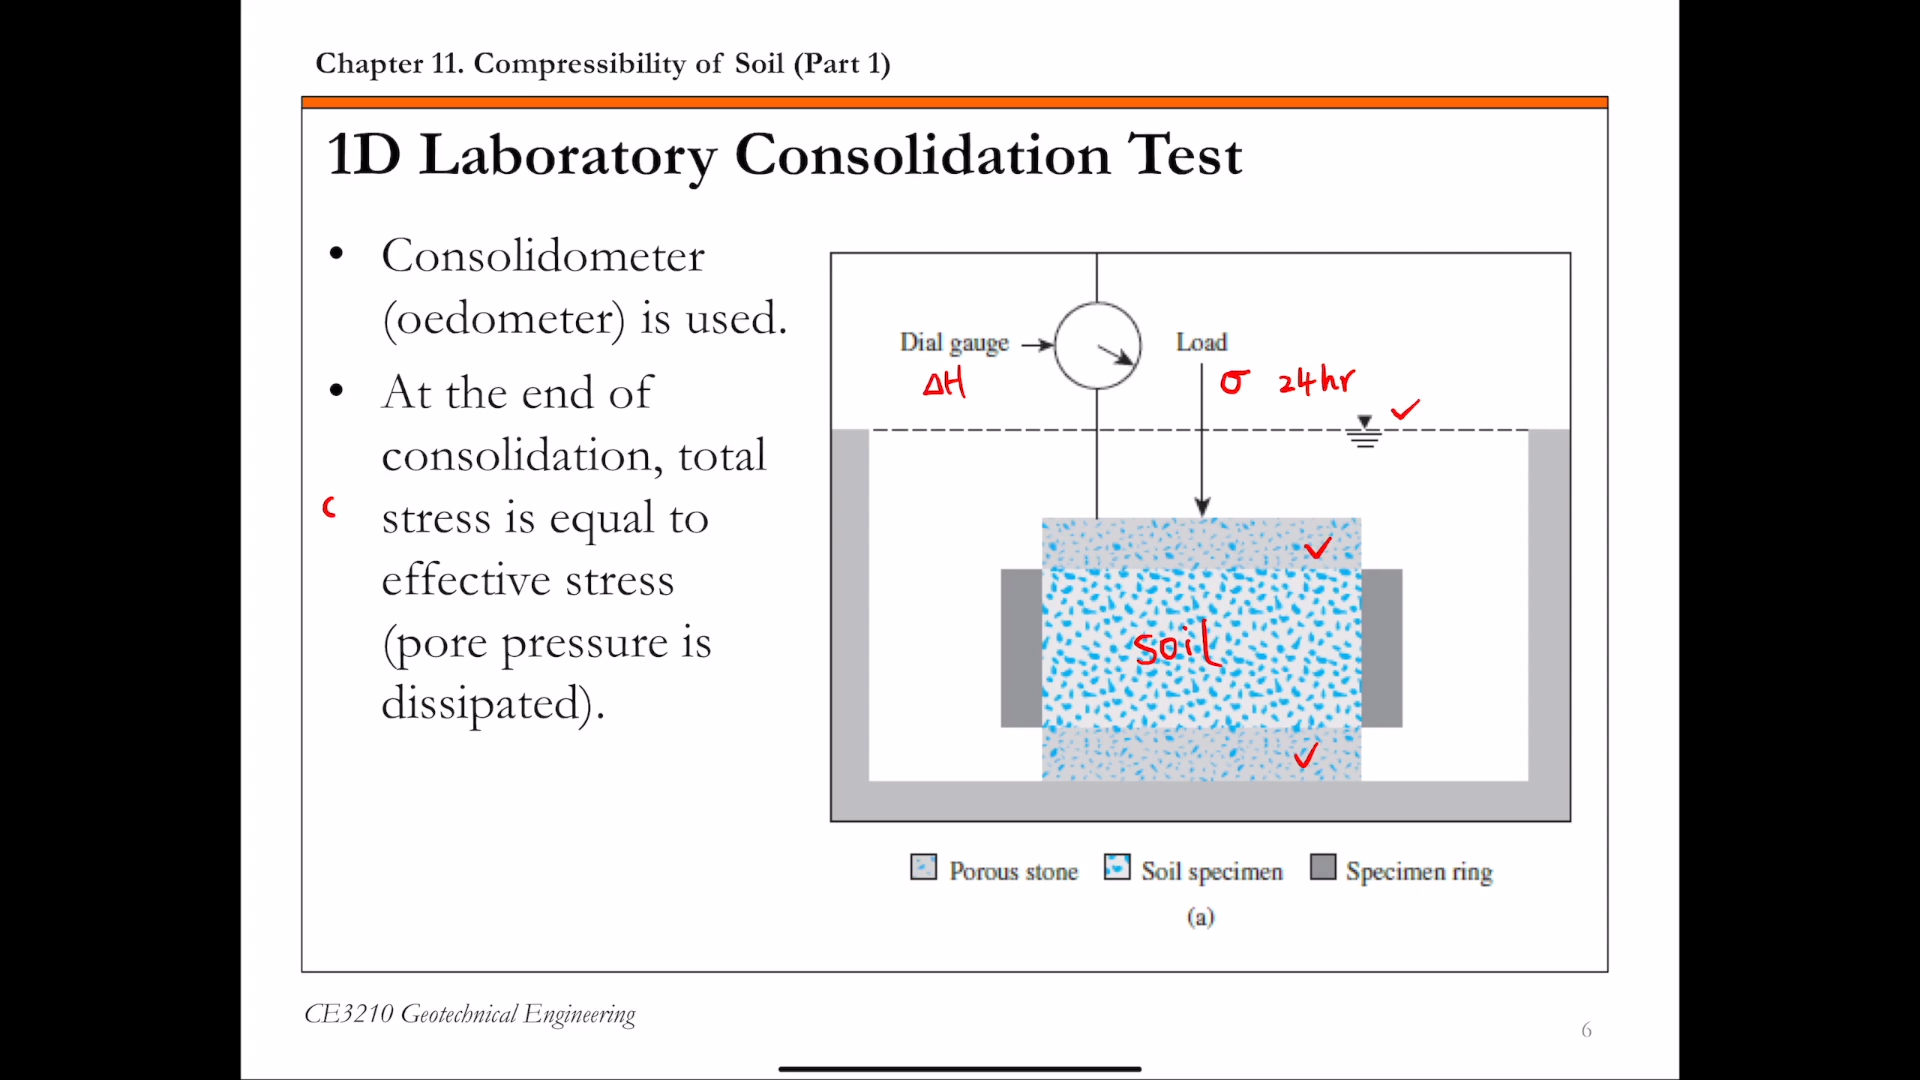 Chapter 11. Compressibility of Soil (Part 1)
1D Laboratory Consolidation Test
• Consolidometer
(oedometer) is used.
• At the end of
consolidation, total
stress is equal to
effective stress
(pore pressure is
dissipated).
Dial gauge
Load
ΔH
σ 24hr
soil
Porous stone
Soil specimen
Specimen ring
(a)
CE3210 Geotechnical Engineering
6